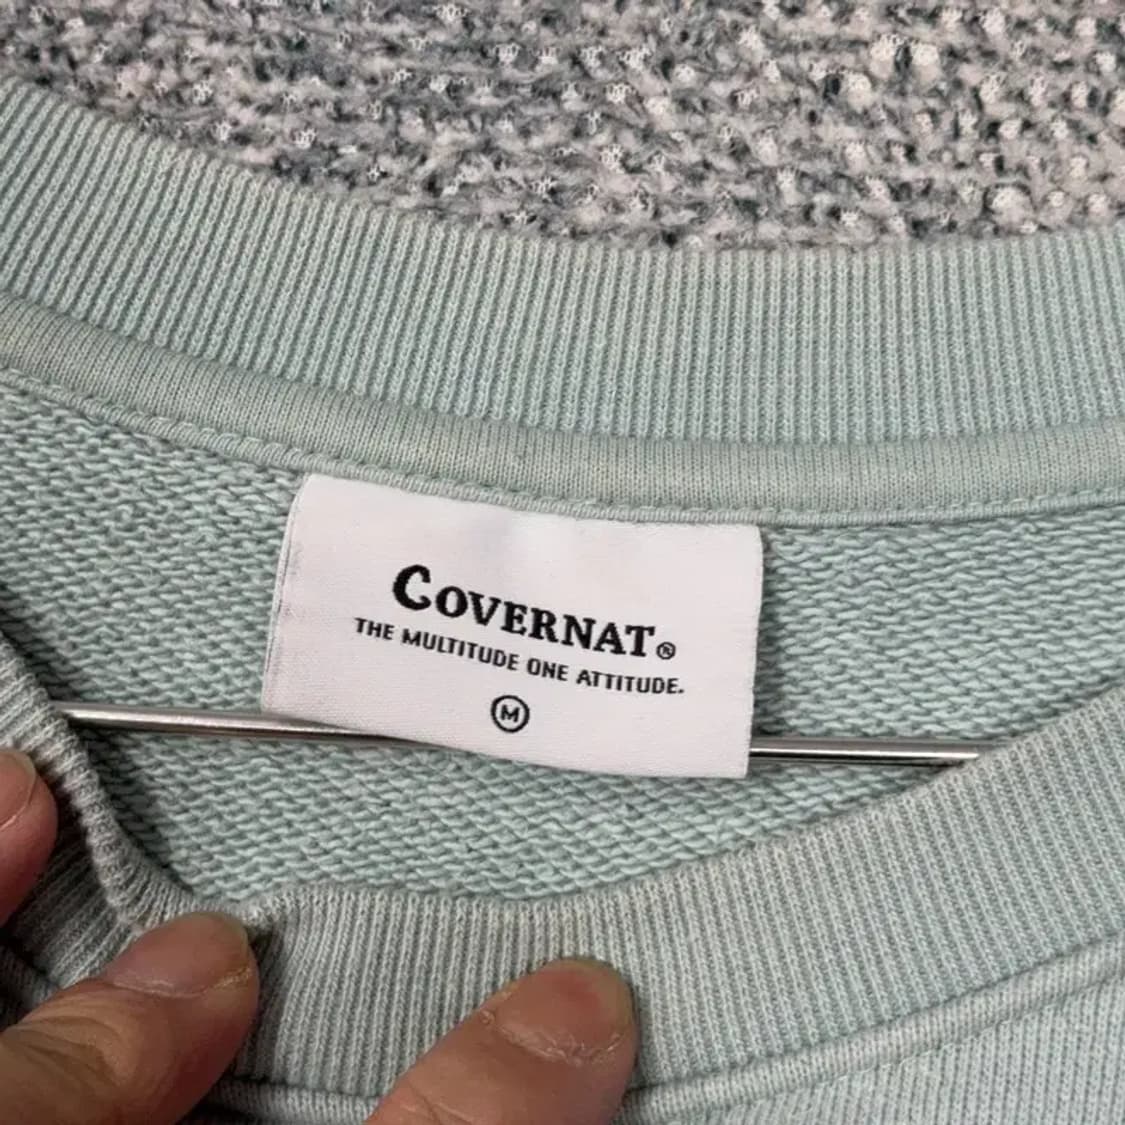 COVERNAT®
THE MULTITUDE ONE ATTITUDE.
M